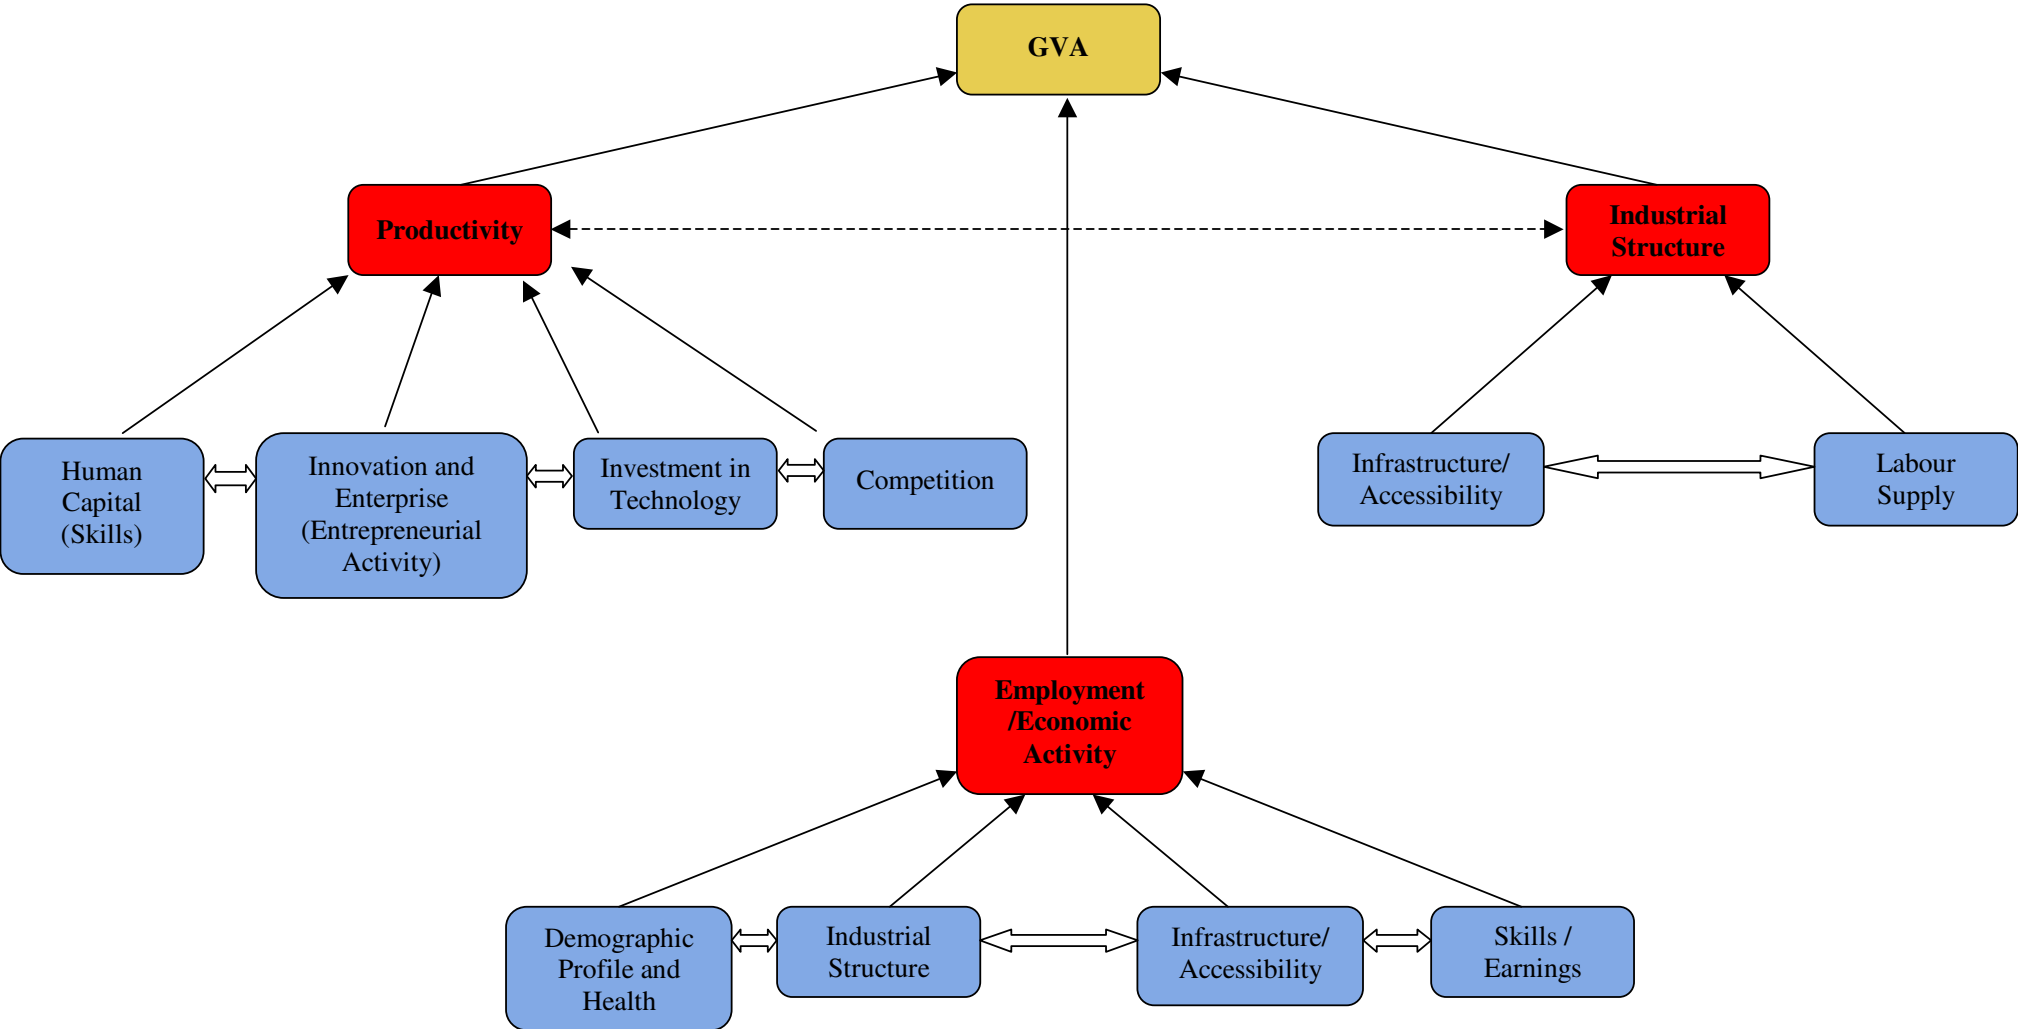 GVA
Productivity
Industrial
Structure
Human
Capital
(Skills)
Innovation and
Enterprise
(Entrepreneurial
Activity)
Investment in
Technology
Competition
Infrastructure/
Accessibility
Labour
Supply
Employment
/Economic
Activity
Demographic
Profile and
Health
Industrial
Structure
Infrastructure/
Accessibility
Skills /
Earnings